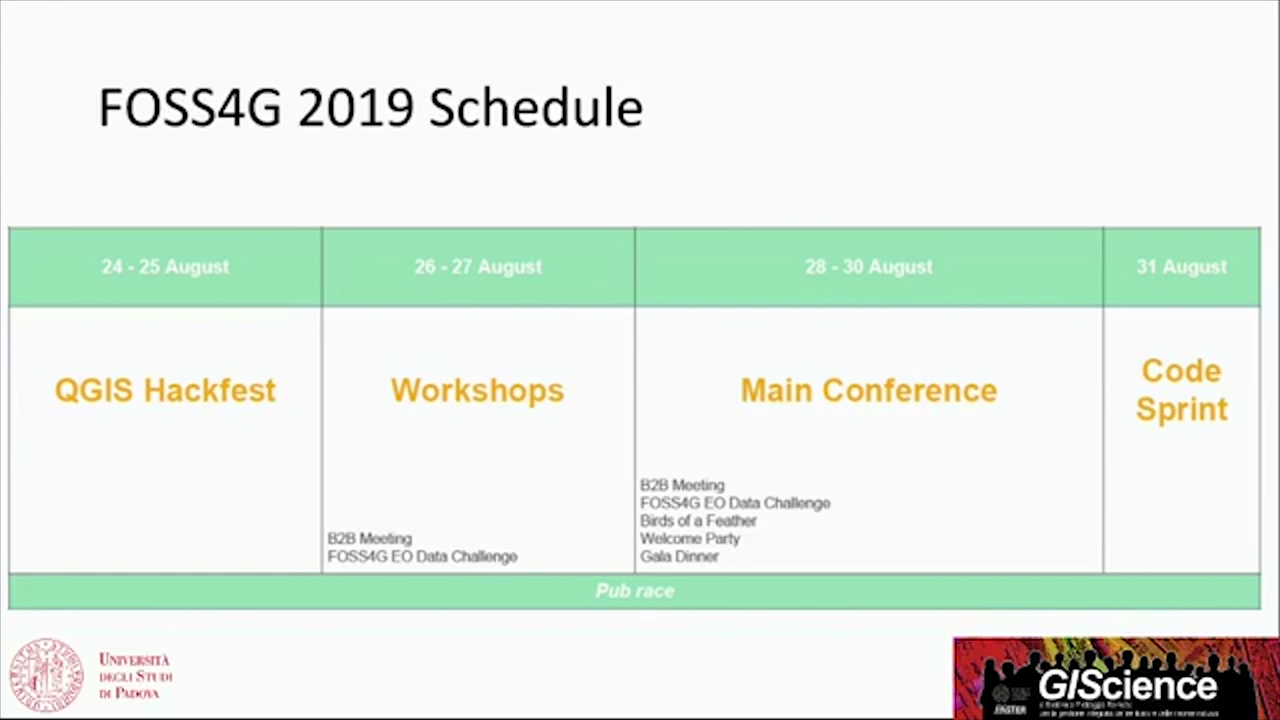 FOSS4G 2019 Schedule
24 - 25 August
26 - 27 August
28 - 30 August
31 August
QGIS Hackfest
Workshops
Main Conference
Code
Sprint
B2B Meeting
FOSS4G EO Data Challenge
B2B Meeting
FOSS4G EO Data Challenge
Birds of a Feather
Welcome Party
Gala Dinner
Pub race
UNIVERSITÀ
DEGLI STUDI
DI PADOVA
GIScience